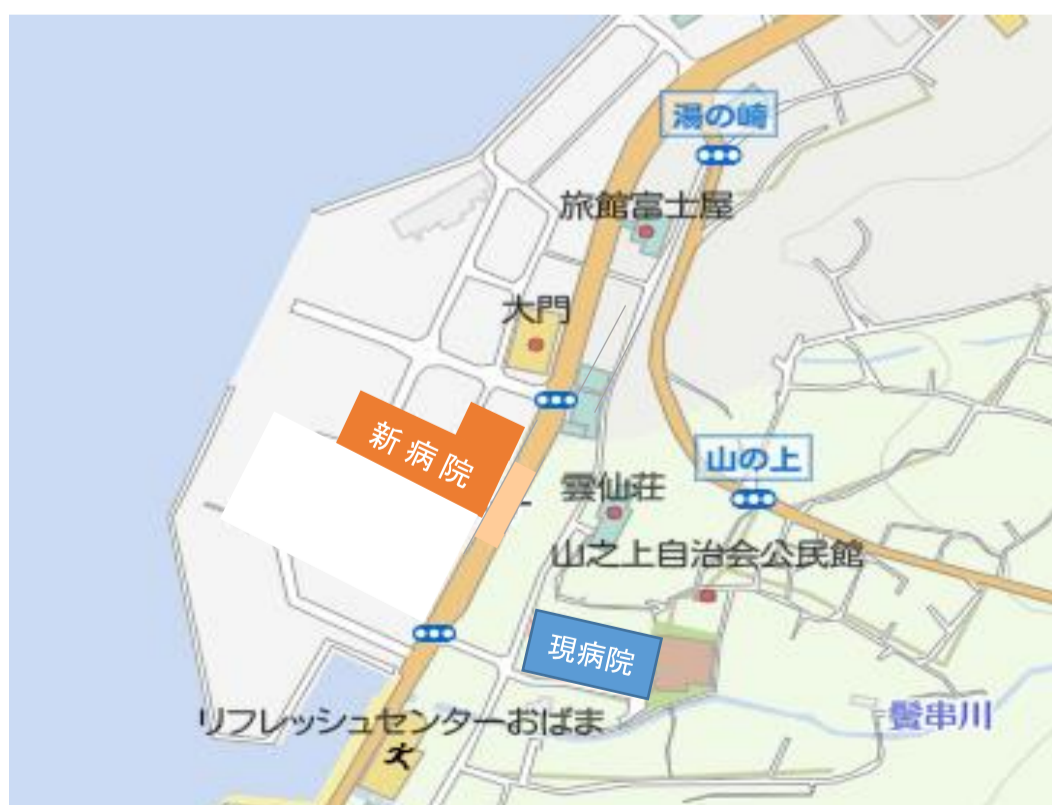 湯の崎
旅館富士屋
大門
新病院
山の上
雲仙荘
山之上自治会公民館
現病院
リフレッシュセンターおばま
鬢串川